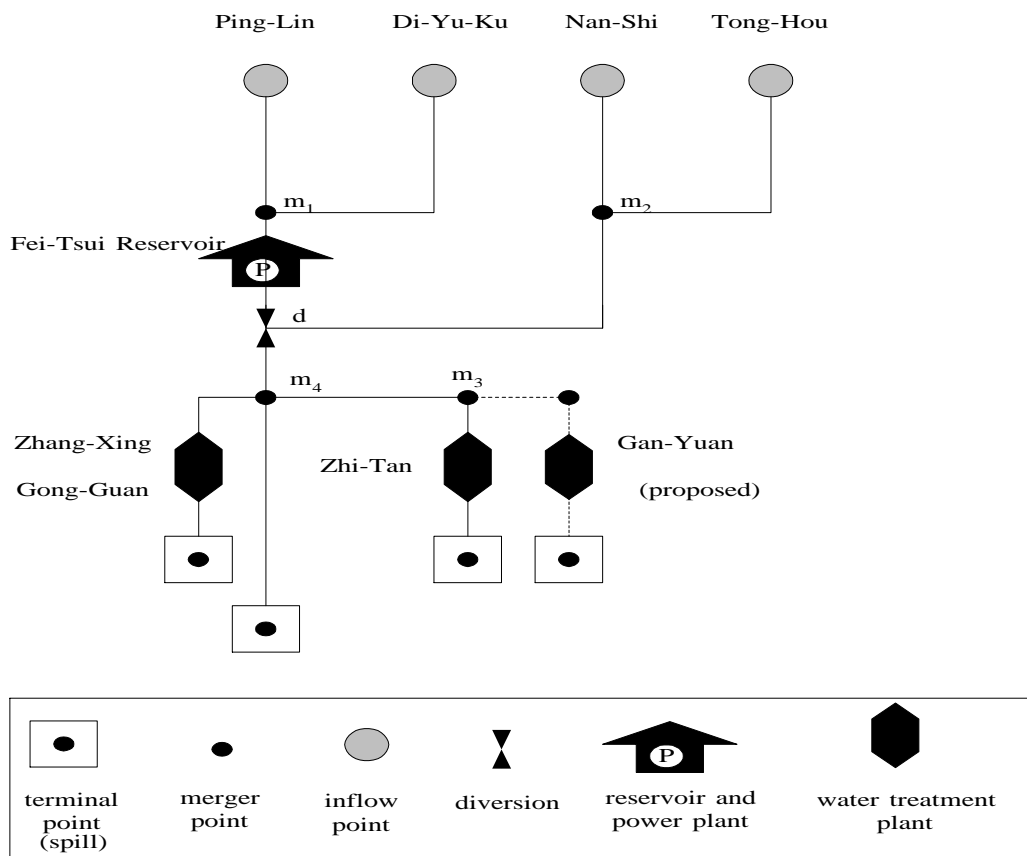 Ping-Lin
Di-Yu-Ku
Nan-Shi
Tong-Hou
m1
m2
Fei-Tsui Reservoir
P
d
m4
m3
Zhang-Xing
Gong-Guan
Zhi-Tan
Gan-Yuan
(proposed)
P
terminal
point
(spill)
merger
point
inflow
point
diversion
reservoir and
power plant
water treatment
plant